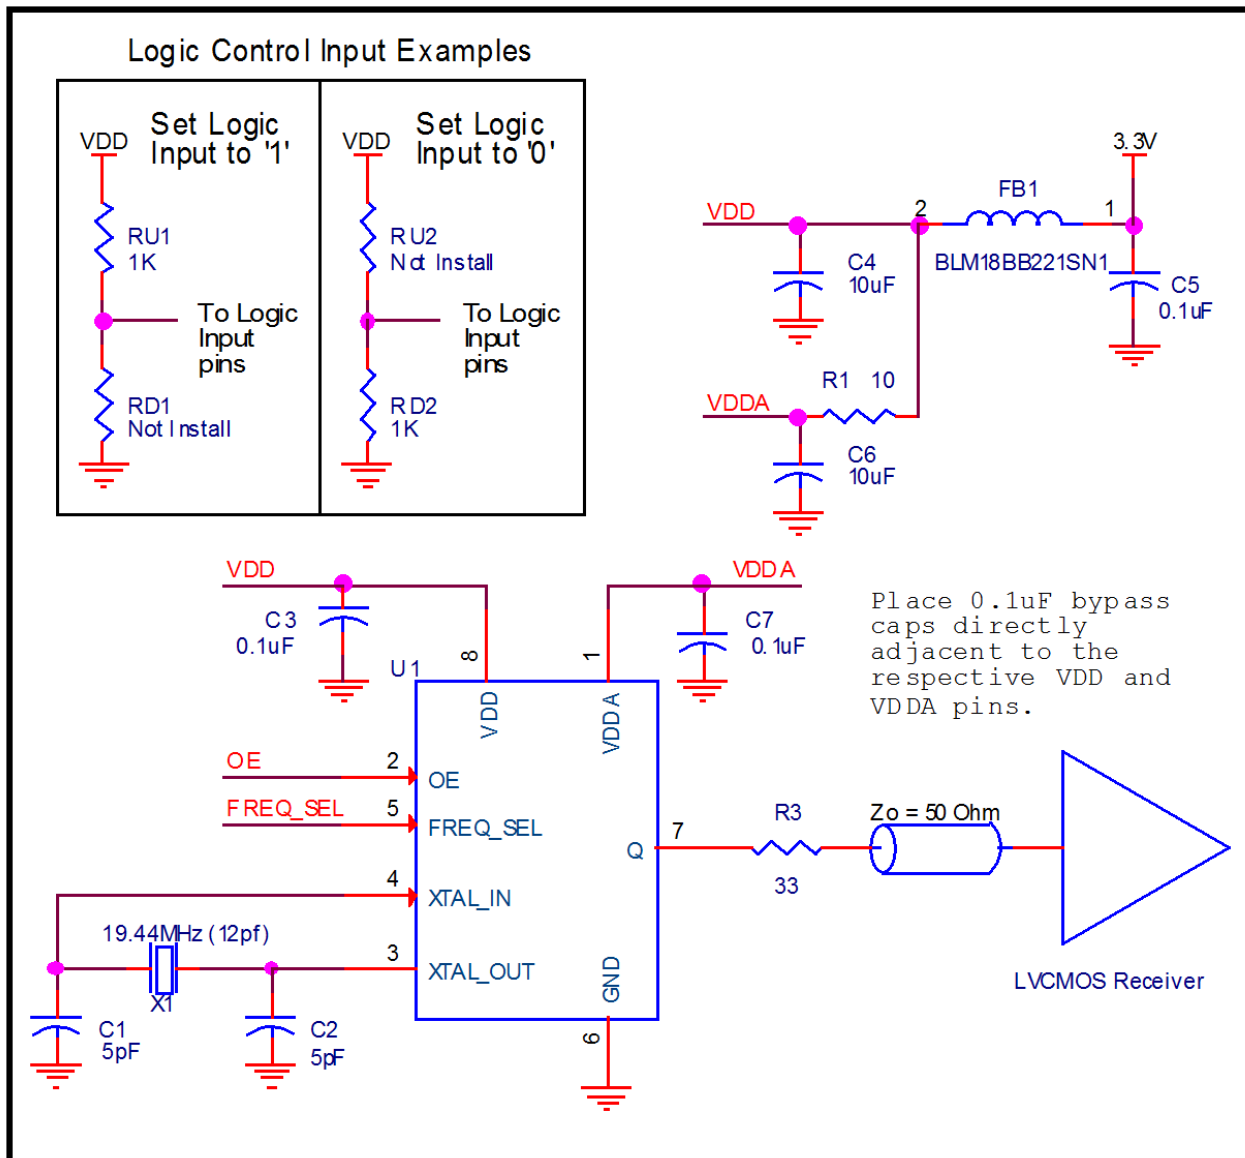 Logic Control Input Examples
Set Logic
Input to '1'
VDD
RU1
1K
To Logic
Input
pins
RD1
Not Install
Set Logic
Input to '0'
VDD
RU2
Not Install
To Logic
Input
pins
RD2
1K
3.3V
FB1
VDD
2
1
BLM18BB221SN1
C4
10uF
C5
0.1uF
R1 10
VDDA
C6
10uF
VDD
C3
0.1uF
VDDA
C7
0.1uF
Place 0.1uF bypass
caps directly
adjacent to the
respective VDD and
VDDA pins.
U1
8
1
VDD
VDDA
OE
2
OE
FREQ_SEL
5
FREQ_SEL
4
XTAL_IN
3
XTAL_OUT
Q
7
GND
6
R3
33
Zo = 50 Ohm
LVCMOS Receiver
19.44MHz (12pf)
X1
C1
5pF
C2
5pF